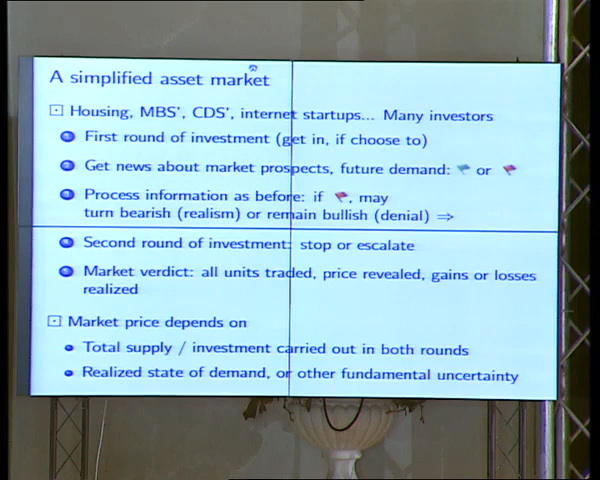 A simplified asset market
Housing, MBS', CDS', internet startups... Many investors
First round of investment (get in, if choose to)
Get news about market prospects, future demand: or
Process information as before: if , may
turn bearish (realism) or remain bullish (denial) ⇒
Second round of investment: stop or escalate
Market verdict: all units traded, price revealed, gains or losses
realized
Market price depends on
Total supply / investment carried out in both rounds
Realized state of demand, or other fundamental uncertainty